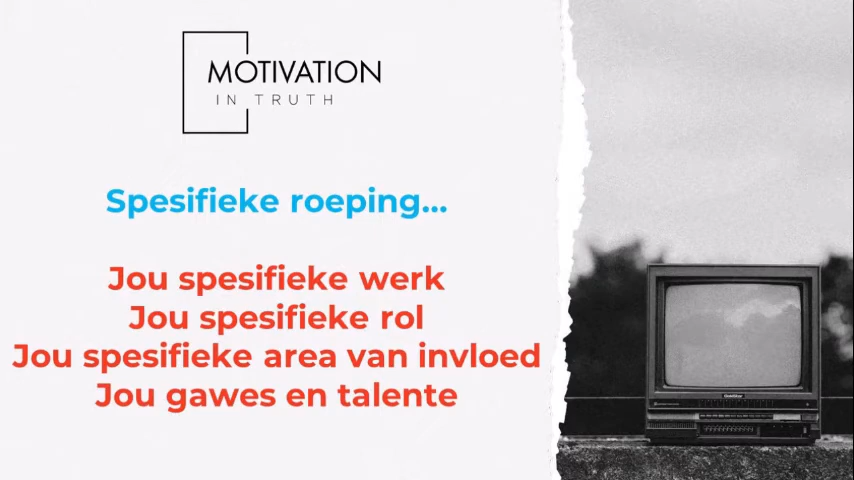 MOTIVATION
IN TRUTH
Spesifieke roeping...
Jou spesifieke werk
Jou spesifieke rol
Jou spesifieke area van invloed
Jou gawes en talente
GoldStar